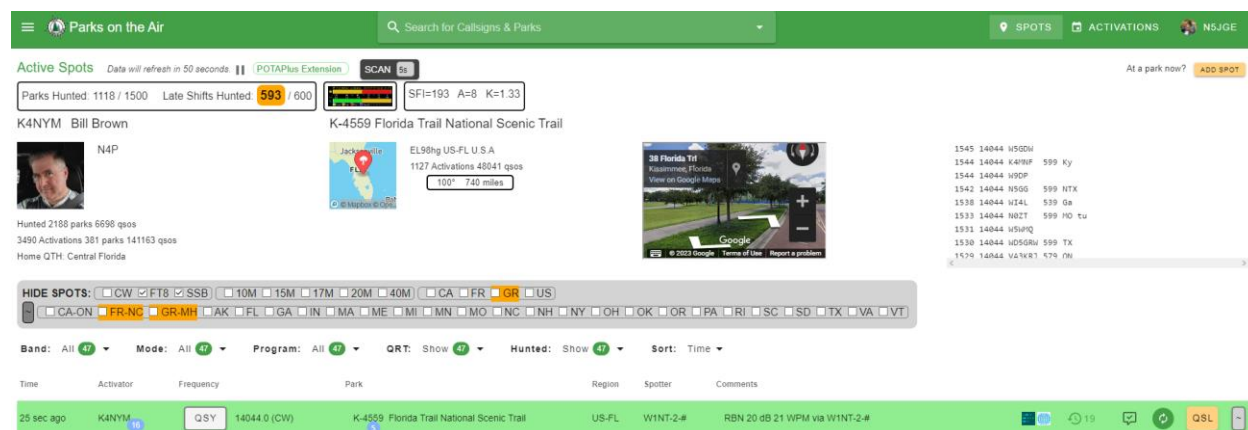 Parks on the Air
Search for Callsigns & Parks
SPOTS
ACTIVATIONS
N5JGE
Active Spots Data will refresh in 50 seconds. POTAPlus Extension SCAN 5s
At a park now? ADD SPOT
Parks Hunted: 1118 / 1500 Late Shifts Hunted: 593 / 600
SFI=193 A=8 K=1.33
K4NYM Bill Brown
K-4559 Florida Trail National Scenic Trail
N4P
Hunted 2188 parks 6698 qsos
3490 Activations 381 parks 141163 qsos
Home QTH: Central Florida
Jacksonville
FL
© Mapbox © Ope
EL98hg US-FL U.S.A
1127 Activations 48041 qsos
100° 740 miles
38 Florida Trl
Kissimmee, Florida
View on Google Maps
Google
© 2023 Google Terms of Use Report a problem
1545 14044 W5GDW
1544 14044 K4MNF 599 Ky
1544 14044 W9DP
1542 14044 N5GG 599 NTX
1538 14044 WI4L 539 Ga
1533 14044 N0ZT 599 MO tu
1531 14044 W5WMQ
1530 14044 WD5GRW 599 TX
1529 14044 VA3KRJ 579 ON
HIDE SPOTS: CW FT8 SSB 10M 15M 17M 20M 40M CA FR GR US
~ CA-ON FR-NC GR-MH AK FL GA IN MA ME MI MN MO NC NH NY OH OK OR PA RI SC SD TX VA VT
Band: All 47 Mode: All 47 Program: All 47 QRT: Show 47 Hunted: Show 47 Sort: Time
Time Activator Frequency Park Region Spotter Comments
25 sec ago K4NYM 16 QSY 14044.0 (CW) K-4559 Florida Trail National Scenic Trail US-FL W1NT-2-# RBN 20 dB 21 WPM via W1NT-2-# 19 QSL ~